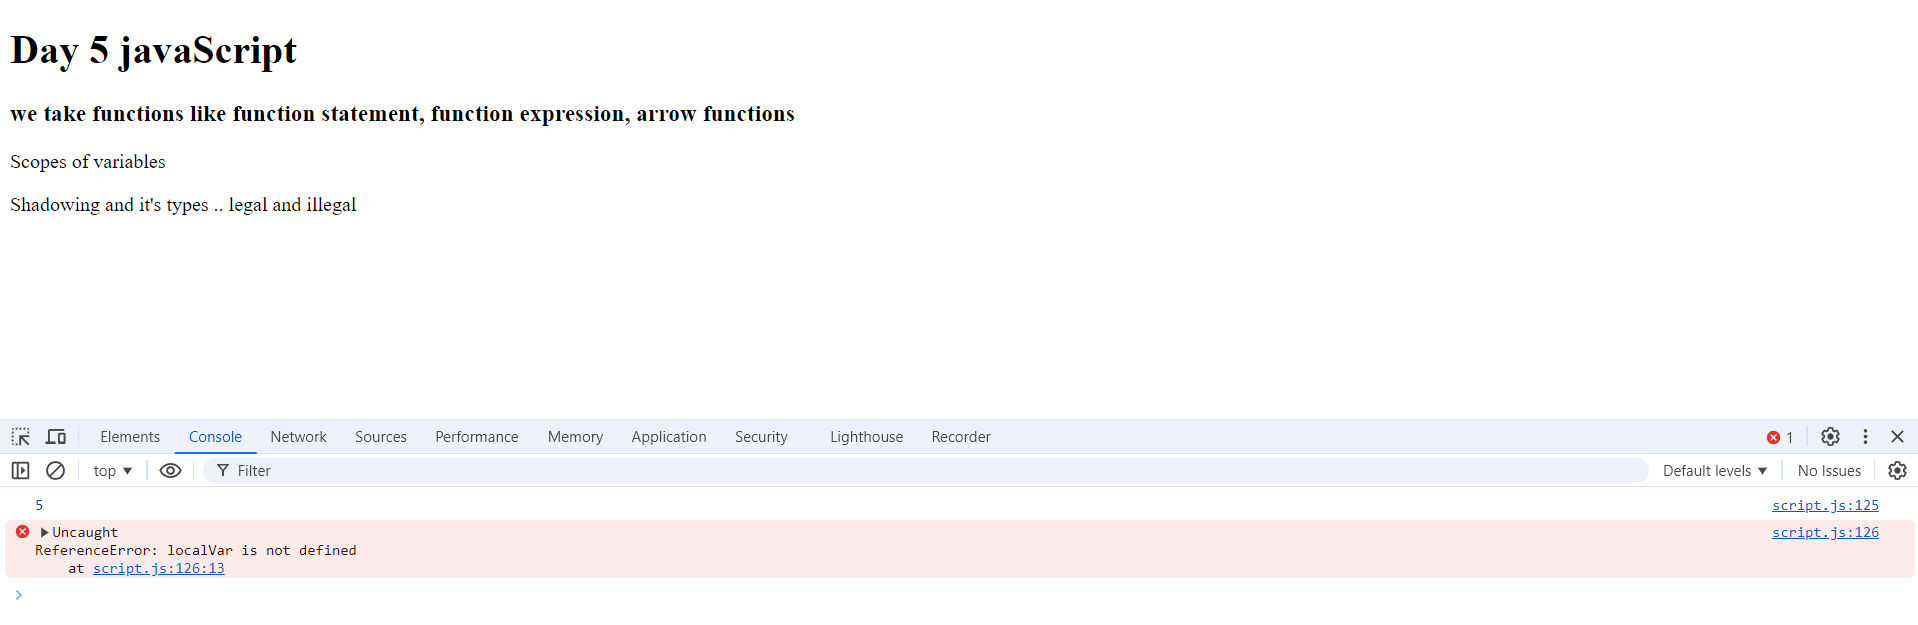 Day 5 javaScript
we take functions like function statement, function expression, arrow functions
Scopes of variables
Shadowing and it's types .. legal and illegal
Elements Console Network Sources Performance Memory Application Security Lighthouse Recorder 1
top Filter Default levels No Issues
5 script.js:125
Uncaught script.js:126
ReferenceError: localVar is not defined
at script.js:126:13